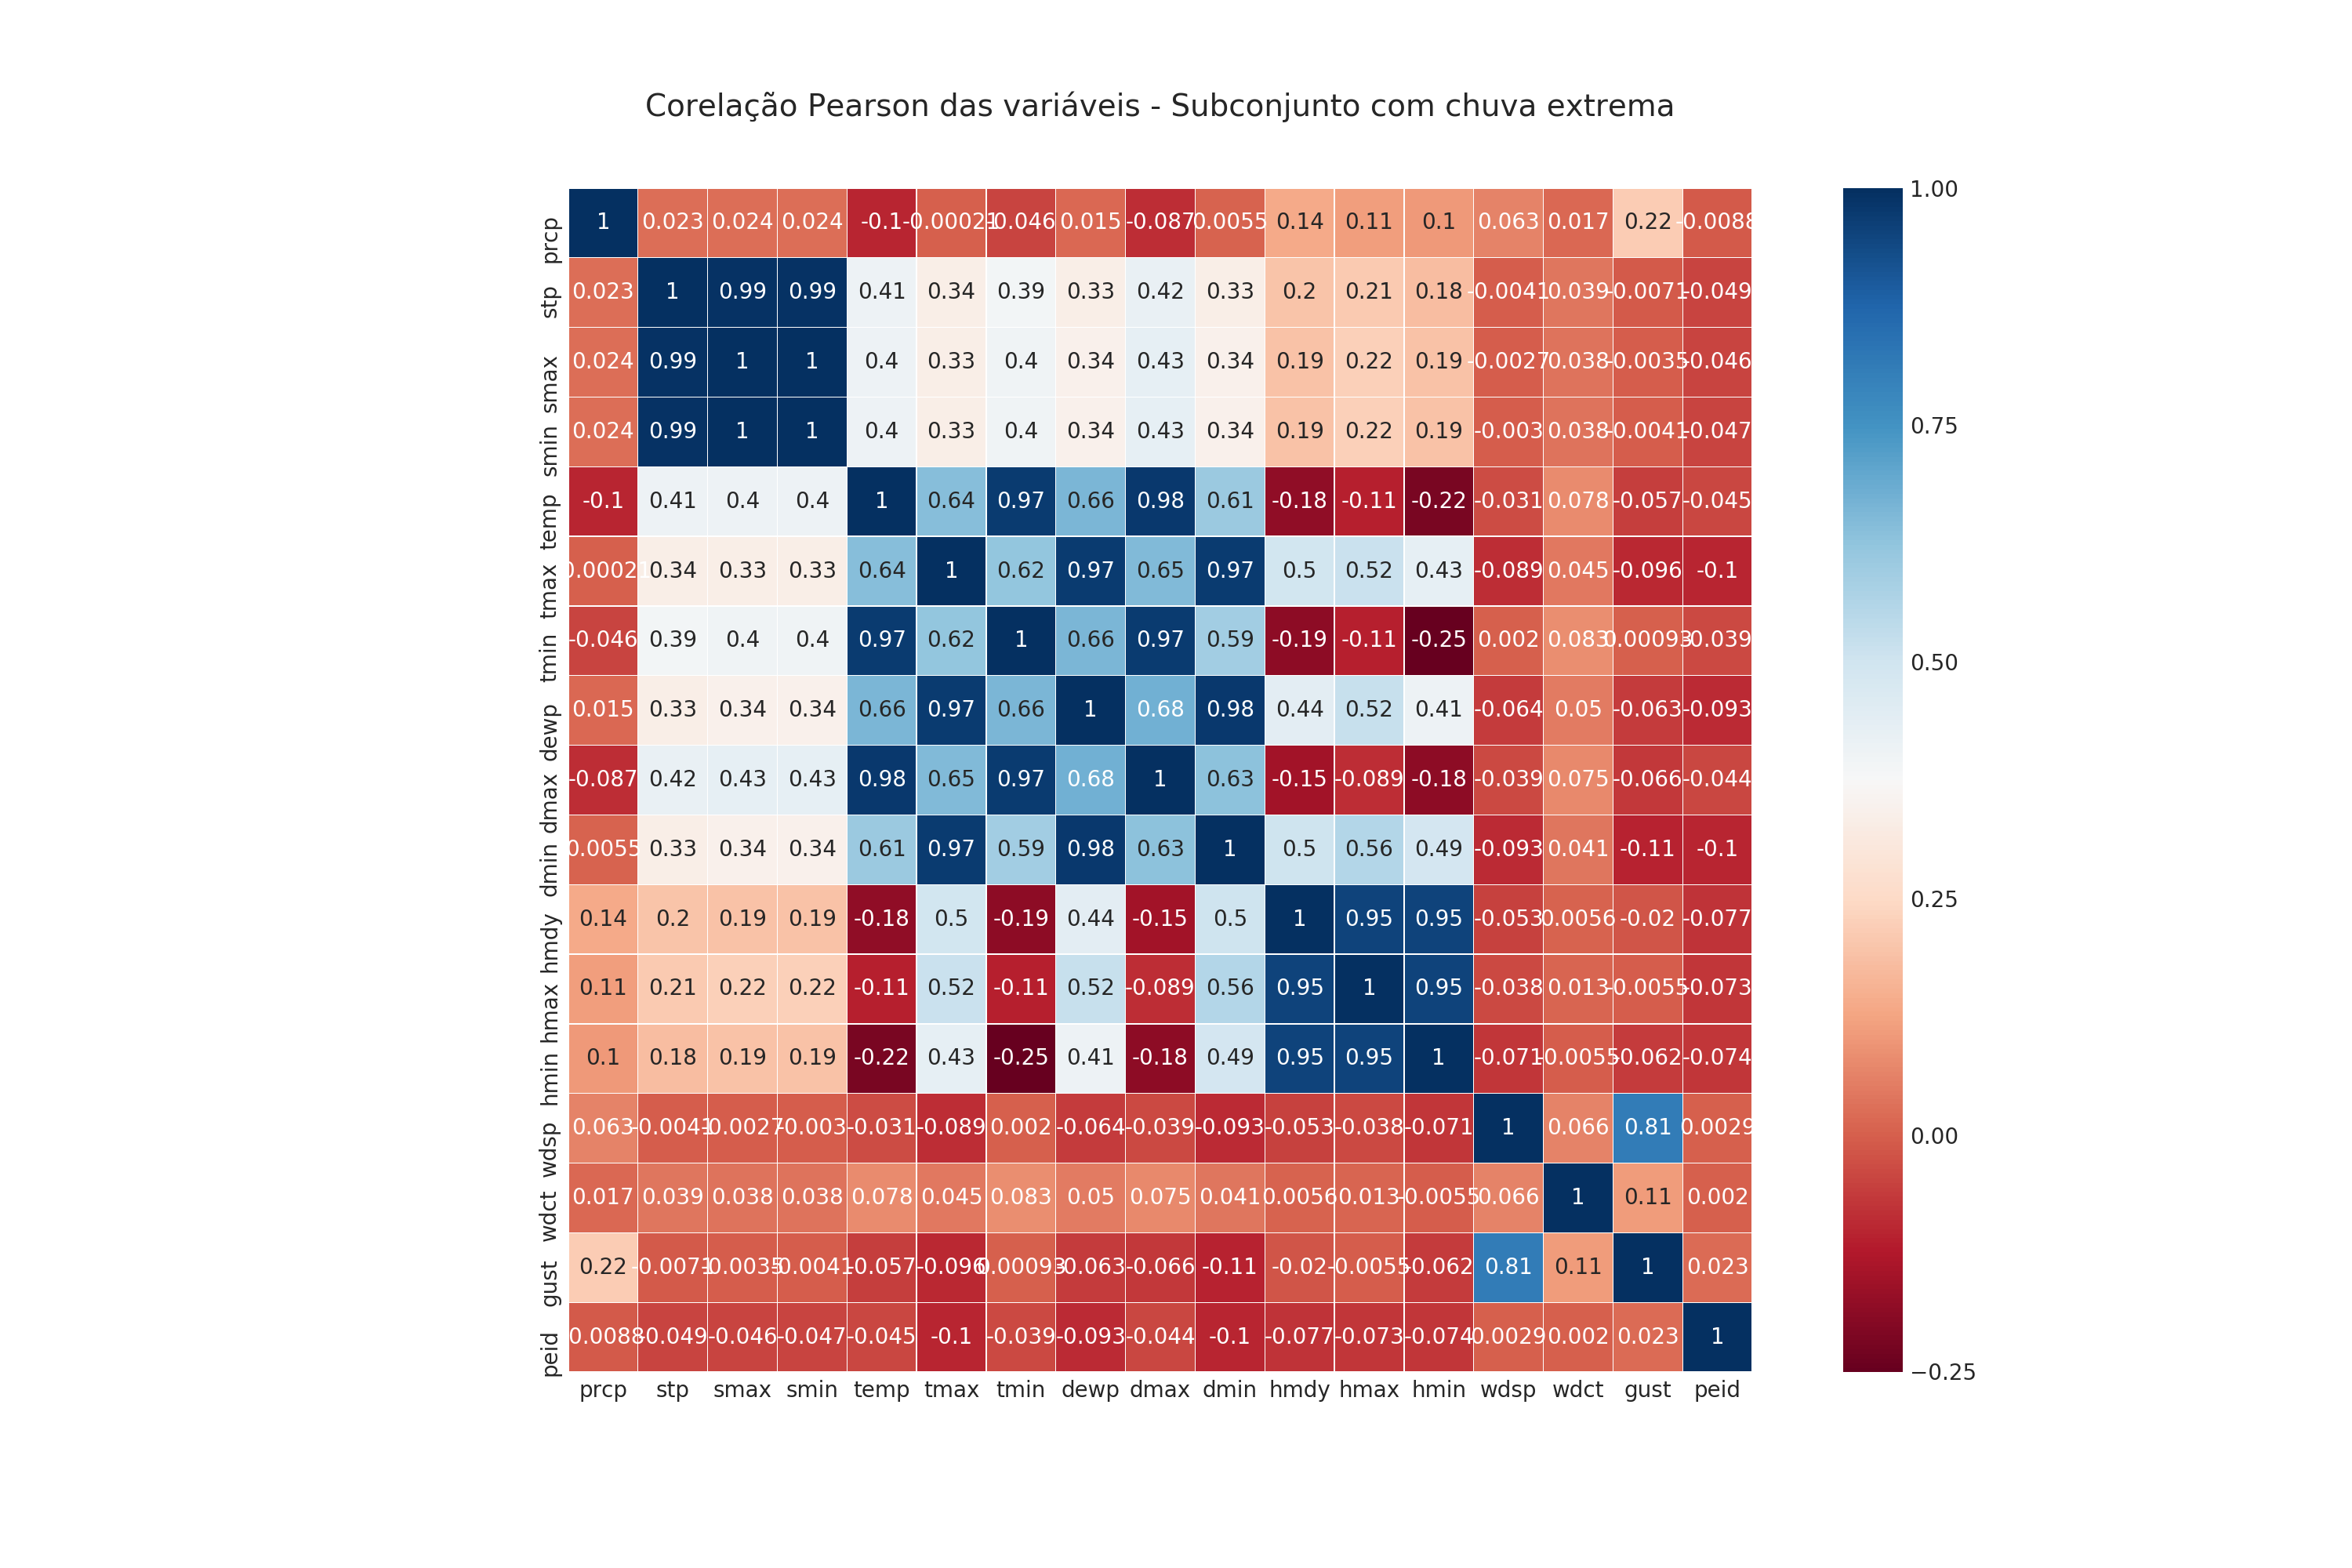 Corelação Pearson das variáveis - Subconjunto com chuva extrema
prcp 1 0.023 0.024 0.024 -0.1 -0.00021 -0.046 0.015 -0.087 0.0055 0.14 0.11 0.1 0.063 0.017 0.22 -0.0088
stp 0.023 1 0.99 0.99 0.41 0.34 0.39 0.33 0.42 0.33 0.2 0.21 0.18 -0.0041 0.039 -0.0071 -0.049
smax 0.024 0.99 1 1 0.4 0.33 0.4 0.34 0.43 0.34 0.19 0.22 0.19 -0.0027 0.038 -0.0035 -0.046
smin 0.024 0.99 1 1 0.4 0.33 0.4 0.34 0.43 0.34 0.19 0.22 0.19 -0.003 0.038 -0.0041 -0.047
temp -0.1 0.41 0.4 0.4 1 0.64 0.97 0.66 0.98 0.61 -0.18 -0.11 -0.22 -0.031 0.078 -0.057 -0.045
tmax -0.00021 0.34 0.33 0.33 0.64 1 0.62 0.97 0.65 0.97 0.5 0.52 0.43 -0.089 0.045 -0.096 -0.1
tmin -0.046 0.39 0.4 0.4 0.97 0.62 1 0.66 0.97 0.59 -0.19 -0.11 -0.25 0.002 0.083 0.00093 -0.039
dewp 0.015 0.33 0.34 0.34 0.66 0.97 0.66 1 0.68 0.98 0.44 0.52 0.41 -0.064 0.05 -0.063 -0.093
dmax -0.087 0.42 0.43 0.43 0.98 0.65 0.97 0.68 1 0.63 -0.15 -0.089 -0.18 -0.039 0.075 -0.066 -0.044
dmin 0.0055 0.33 0.34 0.34 0.61 0.97 0.59 0.98 0.63 1 0.5 0.56 0.49 -0.093 0.041 -0.11 -0.1
hmdy 0.14 0.2 0.19 0.19 -0.18 0.5 -0.19 0.44 -0.15 0.5 1 0.95 0.95 -0.053 0.0056 -0.02 -0.077
hmax 0.11 0.21 0.22 0.22 -0.11 0.52 -0.11 0.52 -0.089 0.56 0.95 1 0.95 -0.038 0.013 -0.0055 -0.073
hmin 0.1 0.18 0.19 0.19 -0.22 0.43 -0.25 0.41 -0.18 0.49 0.95 0.95 1 -0.071 -0.0055 -0.062 -0.074
wdsp 0.063 -0.0041 -0.0027 -0.003 -0.031 -0.089 0.002 -0.064 -0.039 -0.093 -0.053 -0.038 -0.071 1 0.066 0.81 0.0029
wdct 0.017 0.039 0.038 0.038 0.078 0.045 0.083 0.05 0.075 0.041 0.0056 0.013 -0.0055 0.066 1 0.11 0.002
gust 0.22 -0.0071 -0.0035 -0.0041 -0.057 -0.096 0.00093 -0.063 -0.066 -0.11 -0.02 -0.0055 -0.062 0.81 0.11 1 0.023
peid -0.0088 -0.049 -0.046 -0.047 -0.045 -0.1 -0.039 -0.093 -0.044 -0.1 -0.077 -0.073 -0.074 0.0029 0.002 0.023 1
prcp stp smax smin temp tmax tmin dewp dmax dmin hmdy hmax hmin wdsp wdct gust peid
1.00
0.75
0.50
0.25
0.00
−0.25